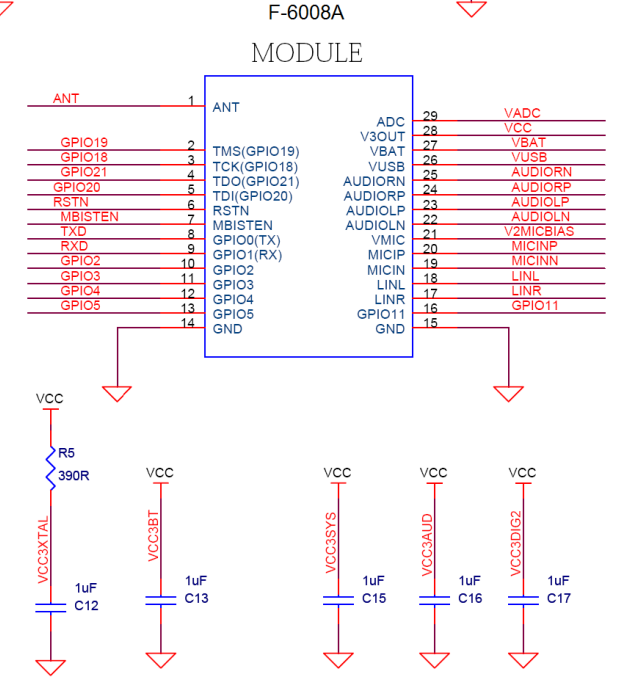 F-6008A
MODULE
ANT 1 ANT
ADC 29 VADC
V3OUT 28 VCC
GPIO19 2 TMS(GPIO19) VBAT 27 VBAT
GPIO18 3 TCK(GPIO18) VUSB 26 VUSB
GPIO21 4 TDO(GPIO21) AUDIORN 25 AUDIORN
GPIO20 5 TDI(GPIO20) AUDIORP 24 AUDIORP
RSTN 6 RSTN AUDIOLP 23 AUDIOLP
MBISTEN 7 MBISTEN AUDIOLN 22 AUDIOLN
TXD 8 GPIO0(TX) VMIC 21 V2MICBIAS
RXD 9 GPIO1(RX) MICIP 20 MICINP
GPIO2 10 GPIO2 MICIN 19 MICINN
GPIO3 11 GPIO3 LINL 18 LINL
GPIO4 12 GPIO4 LINR 17 LINR
GPIO5 13 GPIO5 GPIO11 16 GPIO11
14 GND GND 15
VCC
R5
390R
VCC3XTAL
1uF
C12
VCC
VCC3BT
1uF
C13
VCC
VCC3SYS
1uF
C15
VCC
VCC3AUD
1uF
C16
VCC
VCC3DIG2
1uF
C17